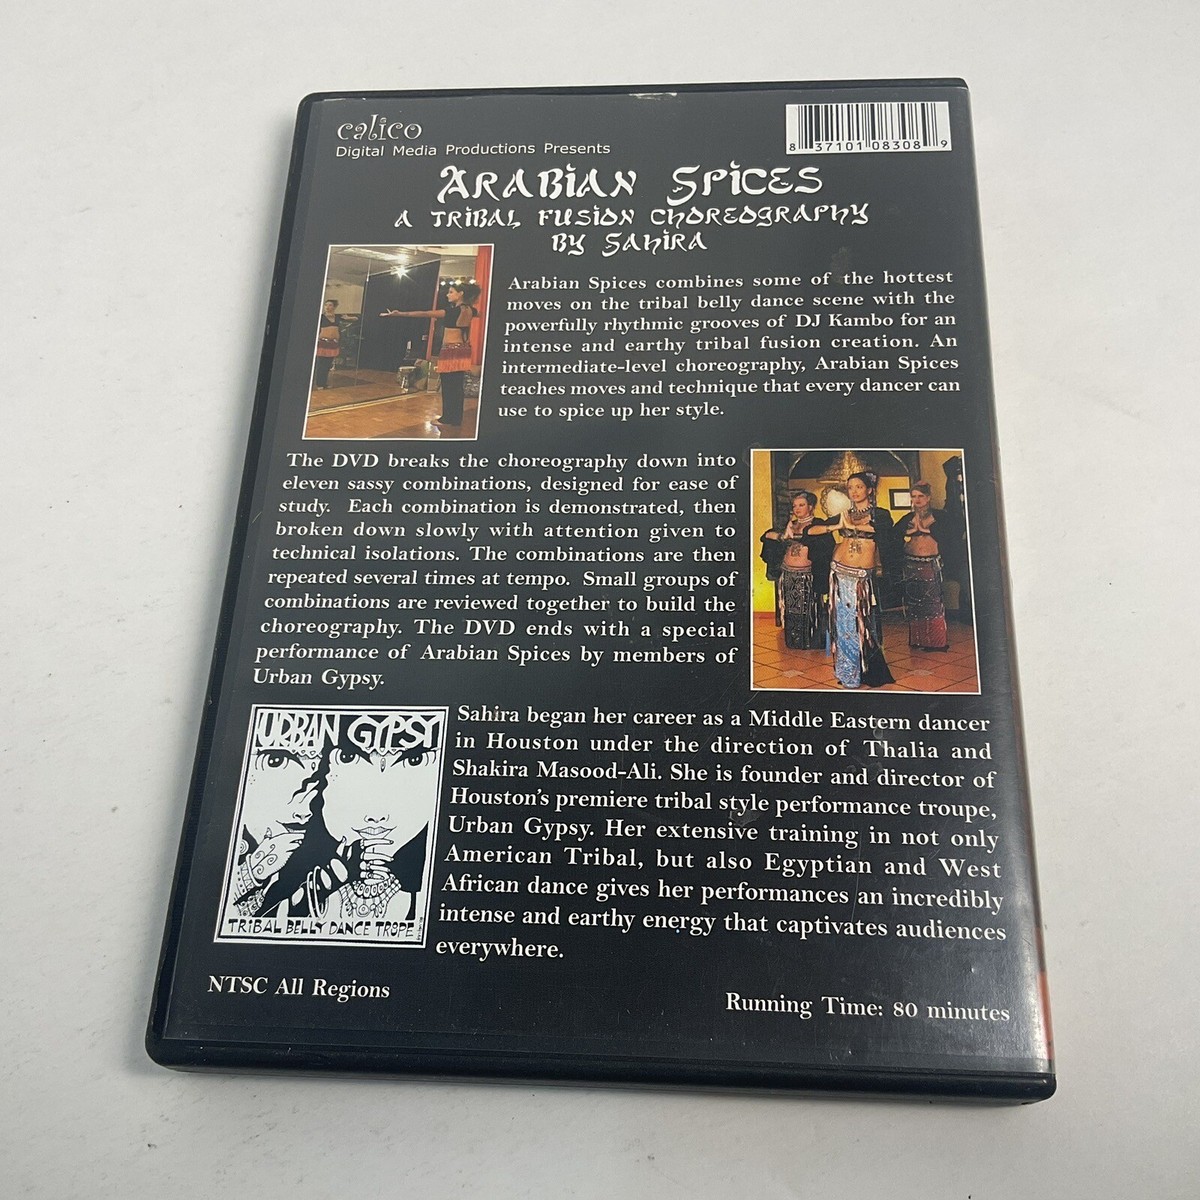 calico
Digital Media Productions Presents
8 37101 08308 9
ARABIAN SPICES
A TRIBAL FUSION CHOREOGRAPHY
BY SAHIRA
Arabian Spices combines some of the hottest
moves on the tribal belly dance scene with the
powerfully rhythmic grooves of DJ Kambo for an
intense and earthy tribal fusion creation. An
intermediate-level choreography, Arabian Spices
teaches moves and technique that every dancer can
use to spice up her style.
The DVD breaks the choreography down into
eleven sassy combinations, designed for ease of
study. Each combination is demonstrated, then
broken down slowly with attention given to
technical isolations. The combinations are then
repeated several times at tempo. Small groups of
combinations are reviewed together to build the
choreography. The DVD ends with a special
performance of Arabian Spices by members of
Urban Gypsy.
URBAN GYPSY
TRIBAL BELLY DANCE TROPE
Sahira began her career as a Middle Eastern dancer
in Houston under the direction of Thalia and
Shakira Masood-Ali. She is founder and director of
Houston's premiere tribal style performance troupe,
Urban Gypsy. Her extensive training in not only
American Tribal, but also Egyptian and West
African dance gives her performances an incredibly
intense and earthy energy that captivates audiences
everywhere.
NTSC All Regions
Running Time: 80 minutes